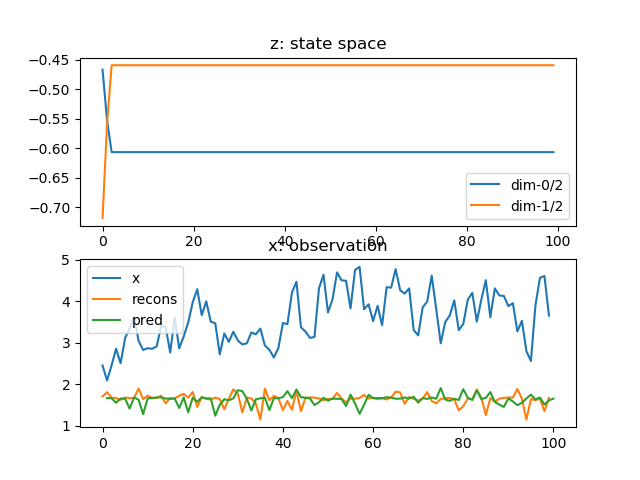 z: state space
−0.45
−0.50
−0.55
−0.60
−0.65
−0.70
dim-0/2
dim-1/2
0 20 40 60 80 100
x: observation
5
4
3
2
1
x
recons
pred
0 20 40 60 80 100